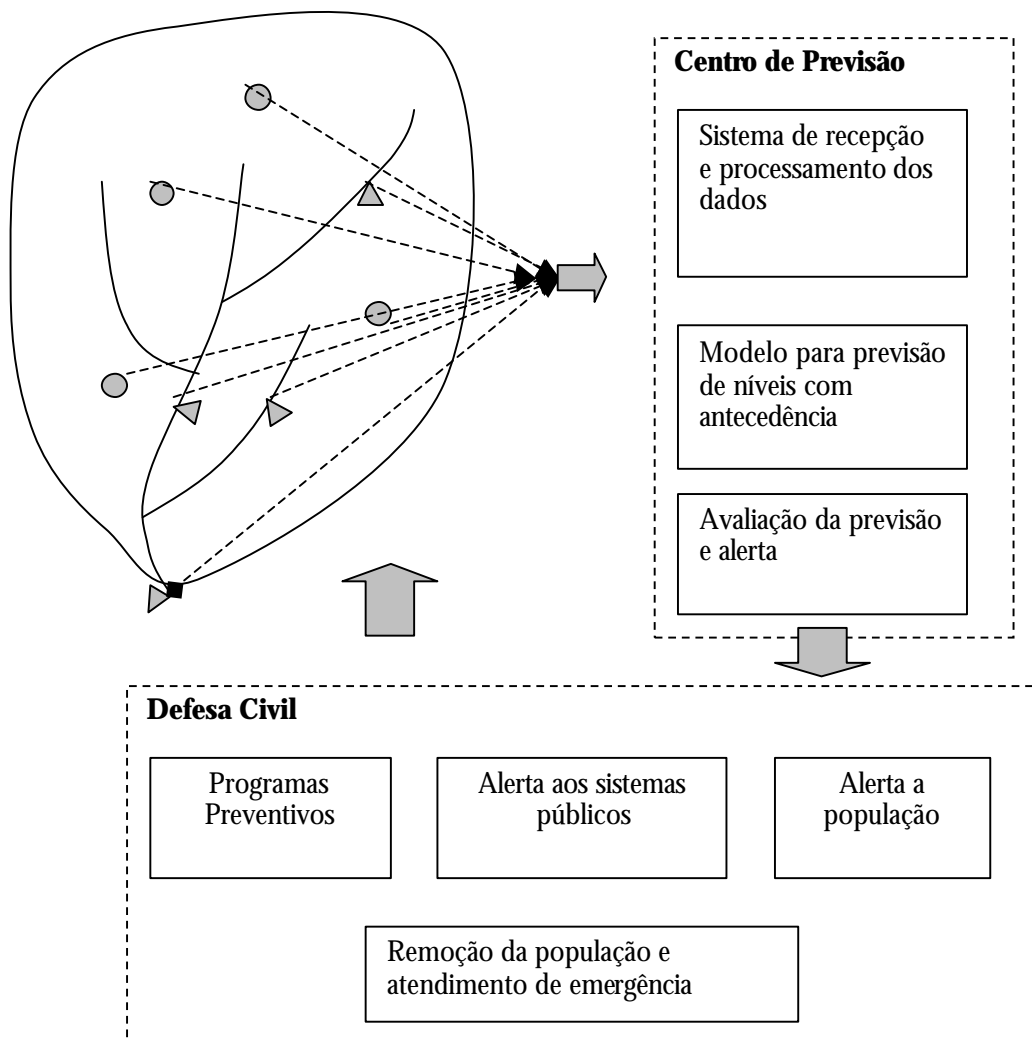 Centro de Previsão
Sistema de recepção
e processamento dos
dados
Modelo para previsão
de níveis com
antecedência
Avaliação da previsão
e alerta
Defesa Civil
Programas
Preventivos
Alerta aos sistemas
públicos
Alerta a
população
Remoção da população e
atendimento de emergência